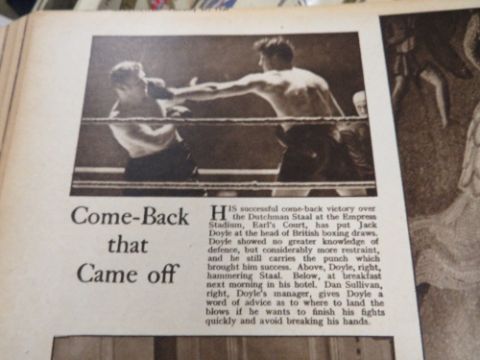 Come-Back
that
Came off
HIS successful come-back victory over
the Dutchman Staal at the Empress
Stadium, Earl's Court, has put Jack
Doyle at the head of British boxing draws.
Doyle showed no greater knowledge of
defence, but considerably more restraint,
and he still carries the punch which
brought him success. Above, Doyle, right,
hammering Staal. Below, at breakfast
next morning in his hotel. Dan Sullivan,
right, Doyle's manager, gives Doyle a
word of advice as to where to land the
blows if he wants to finish his fights
quickly and avoid breaking his hands.